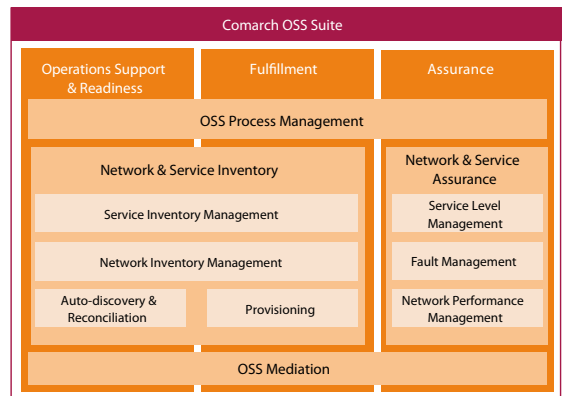 Comarch OSS Suite
Operations Support
& Readiness
Fulfillment
Assurance
OSS Process Management
Network & Service Inventory
Service Inventory Management
Network Inventory Management
Auto-discovery &
Reconciliation
Provisioning
Network & Service
Assurance
Service Level
Management
Fault Management
Network Performance
Management
OSS Mediation